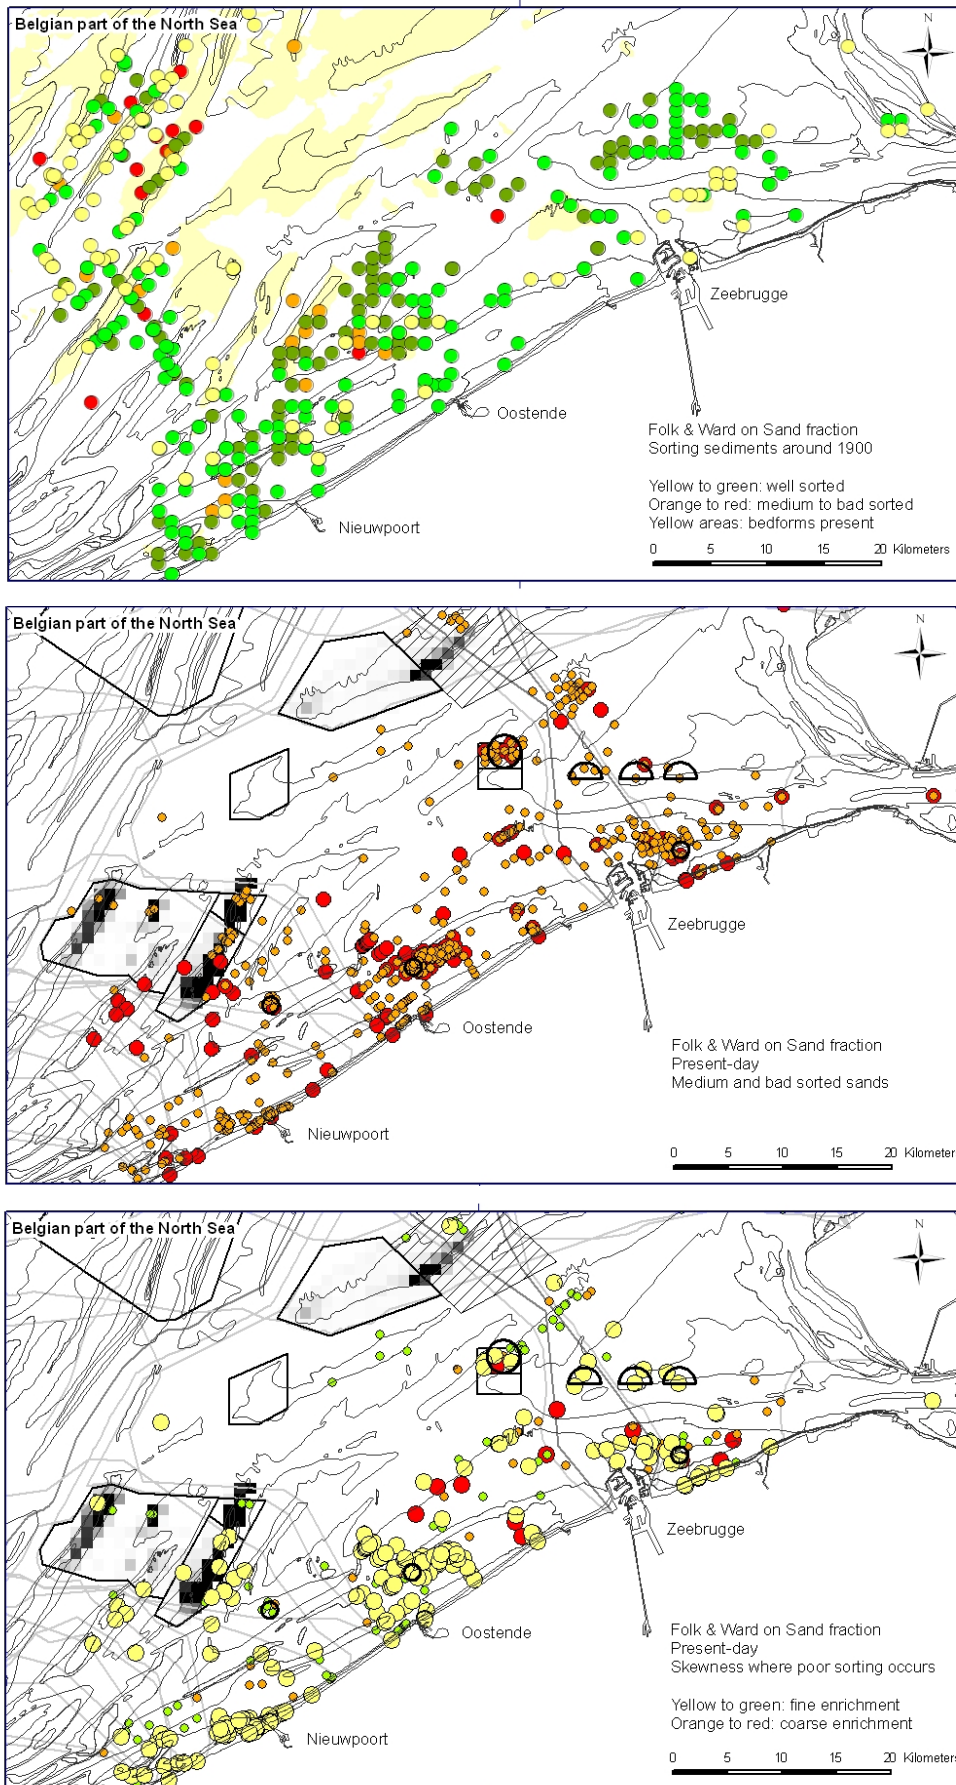 Belgian part of the North Sea
N
Zeebrugge
Oostende
Nieuwpoort
Folk & Ward on Sand fraction
Sorting sediments around 1900
Yellow to green: well sorted
Orange to red: medium to bad sorted
Yellow areas: bedforms present
0 5 10 15 20 Kilometers
Belgian part of the North Sea
N
Zeebrugge
Oostende
Nieuwpoort
Folk & Ward on Sand fraction
Present-day
Medium and bad sorted sands
0 5 10 15 20 Kilometer
Belgian part of the North Sea
N
Zeebrugge
Oostende
Nieuwpoort
Folk & Ward on Sand fraction
Present-day
Skewness where poor sorting occurs
Yellow to green: fine enrichment
Orange to red: coarse enrichment
0 5 10 15 20 Kilometers